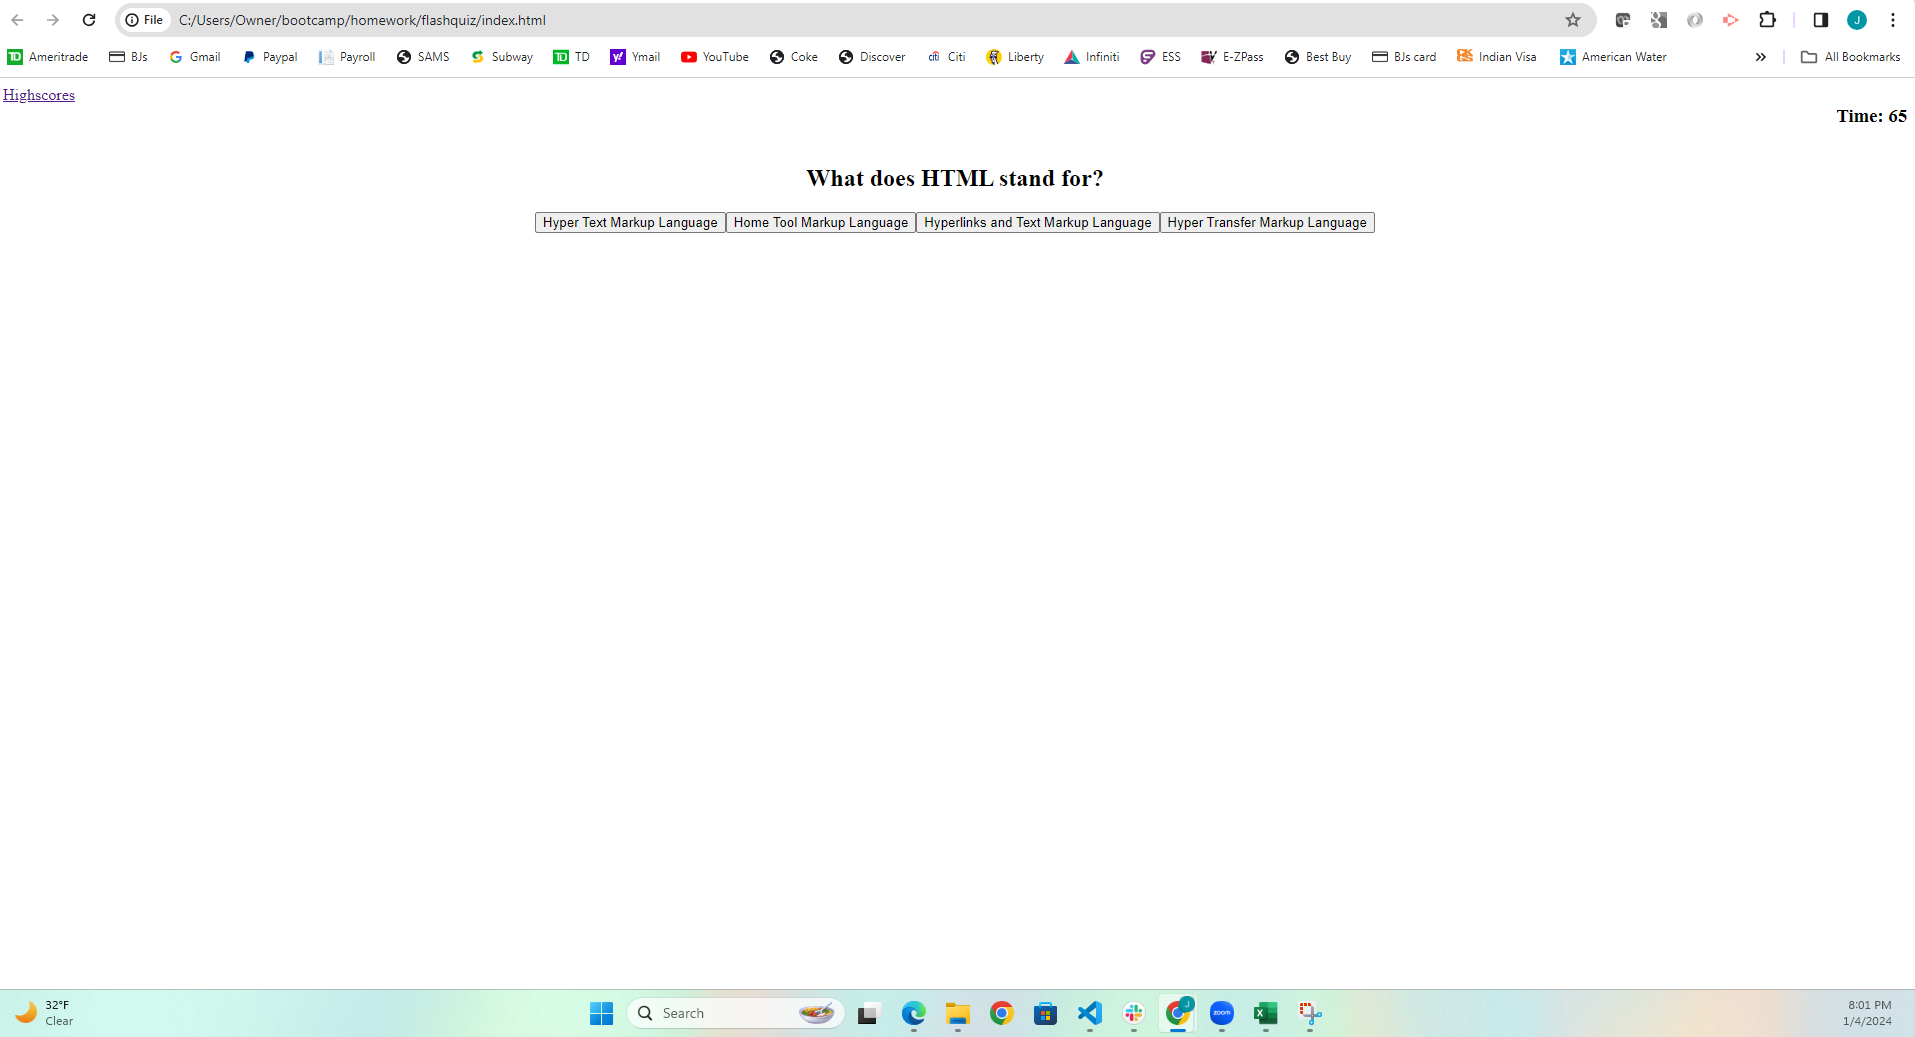 File C:/Users/Owner/bootcamp/homework/flashquiz/index.html J
Ameritrade BJs Gmail Paypal Payroll SAMS Subway TD Ymail YouTube Coke Discover citi Citi Liberty Infiniti ESS E-ZPass Best Buy BJs card Indian Visa American Water » All Bookmarks
Highscores
Time: 65
What does HTML stand for?
Hyper Text Markup Language Home Tool Markup Language Hyperlinks and Text Markup Language Hyper Transfer Markup Language
32°F
Clear
Search
zoom
8:01 PM
1/4/2024